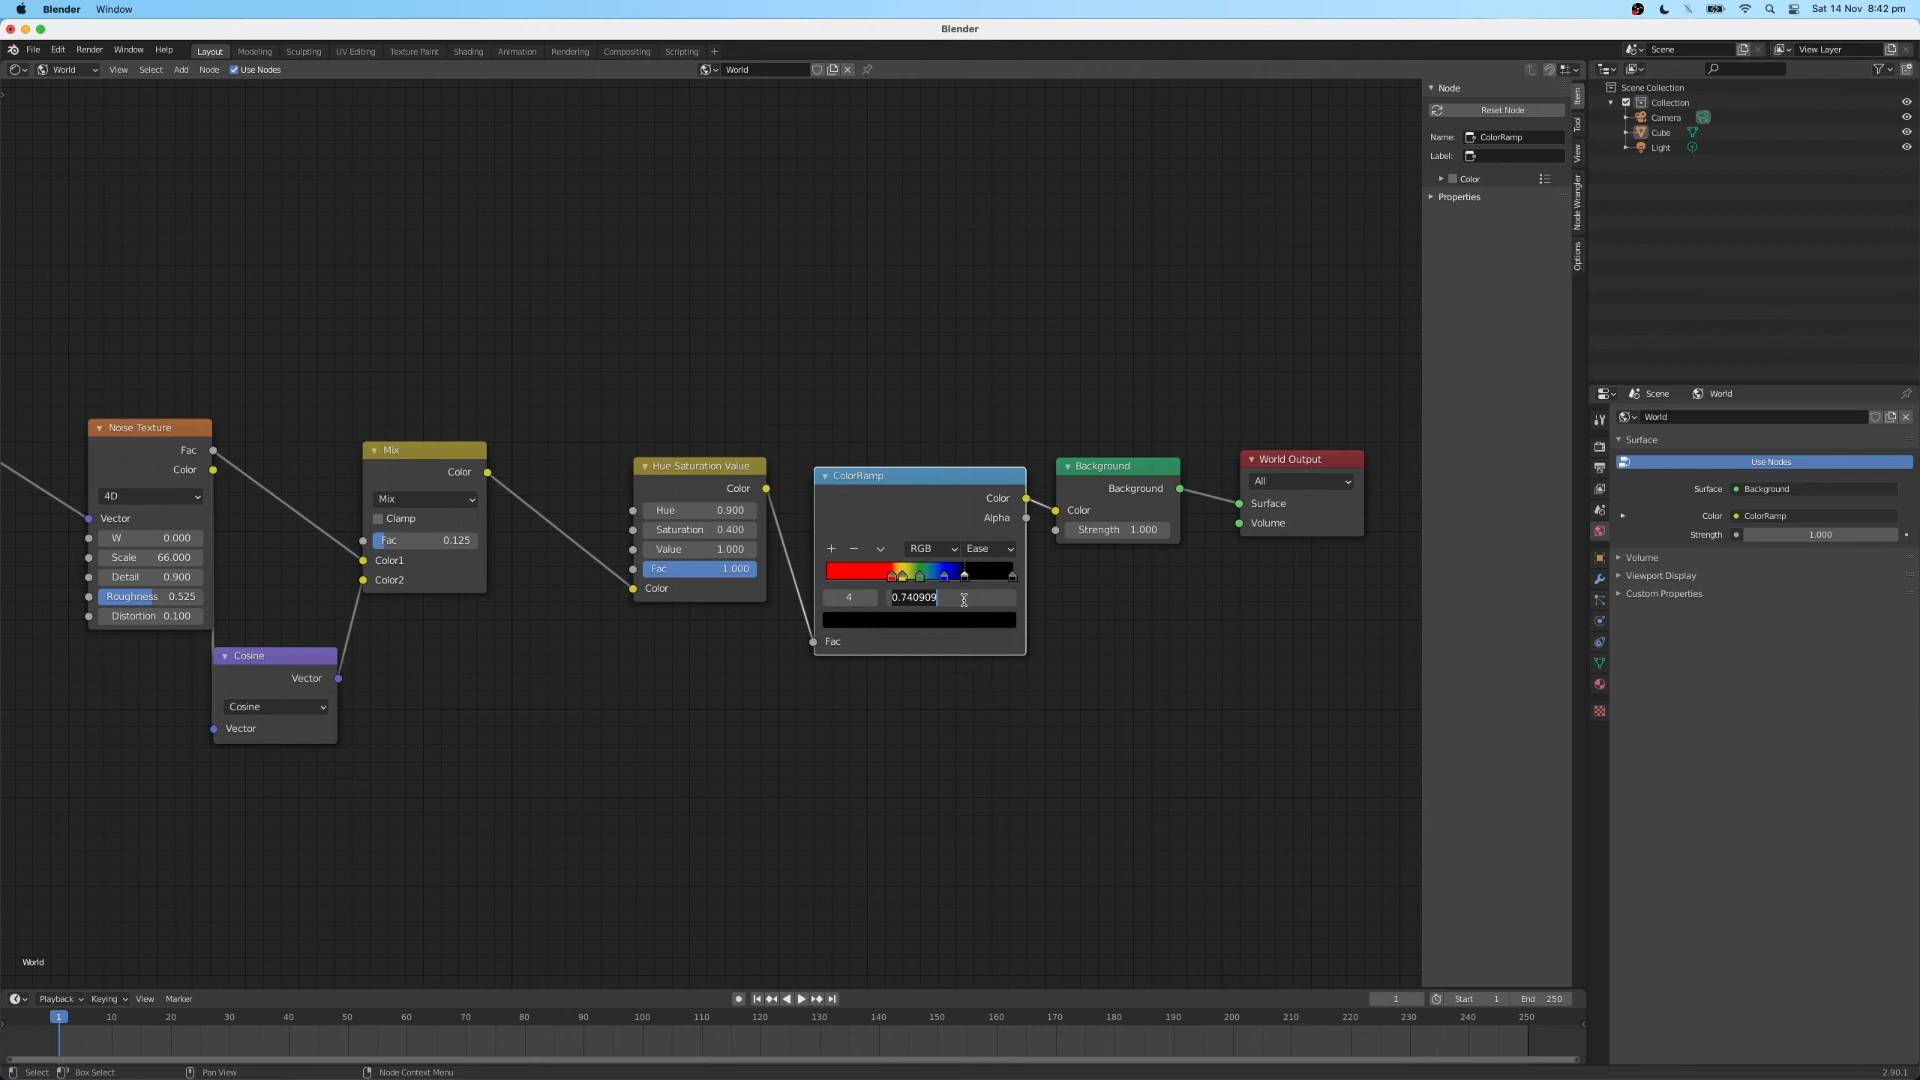 Blender Window Sat 14 Nov 8:42 pm
Blender
File Edit Render Window Help Layout Modeling Sculpting UV Editing Texture Paint Shading Animation Rendering Compositing Scripting + Scene View Layer
World View Select Add Node Use Nodes World
Node
Reset Node
Name: ColorRamp
Label:
Color
Properties
Item
Tool
View
Node Wrangler
Options
Scene Collection
Collection
Camera
Cube
Light
Scene World
World
Surface
Use Nodes
Surface Background
Color ColorRamp
Strength 1.000
Volume
Viewport Display
Custom Properties
Noise Texture
Fac
Color
4D
Vector
W 0.000
Scale 66.000
Detail 0.900
Roughness 0.525
Distortion 0.100
Cosine
Vector
Cosine
Vector
Mix
Color
Mix
Clamp
Fac 0.125
Color1
Color2
Hue Saturation Value
Color
Hue 0.900
Saturation 0.400
Value 1.000
Fac 1.000
Color
ColorRamp
Color
Alpha
RGB Ease
4 0.740909
Fac
Background
Background
Color
Strength 1.000
World Output
All
Surface
Volume
World
Playback Keying View Marker 1 Start 1 End 250
1 10 20 30 40 50 60 70 80 90 100 110 120 130 140 150 160 170 180 190 200 210 220 230 240 250
Select Box Select Pan View Node Context Menu 2.90.1